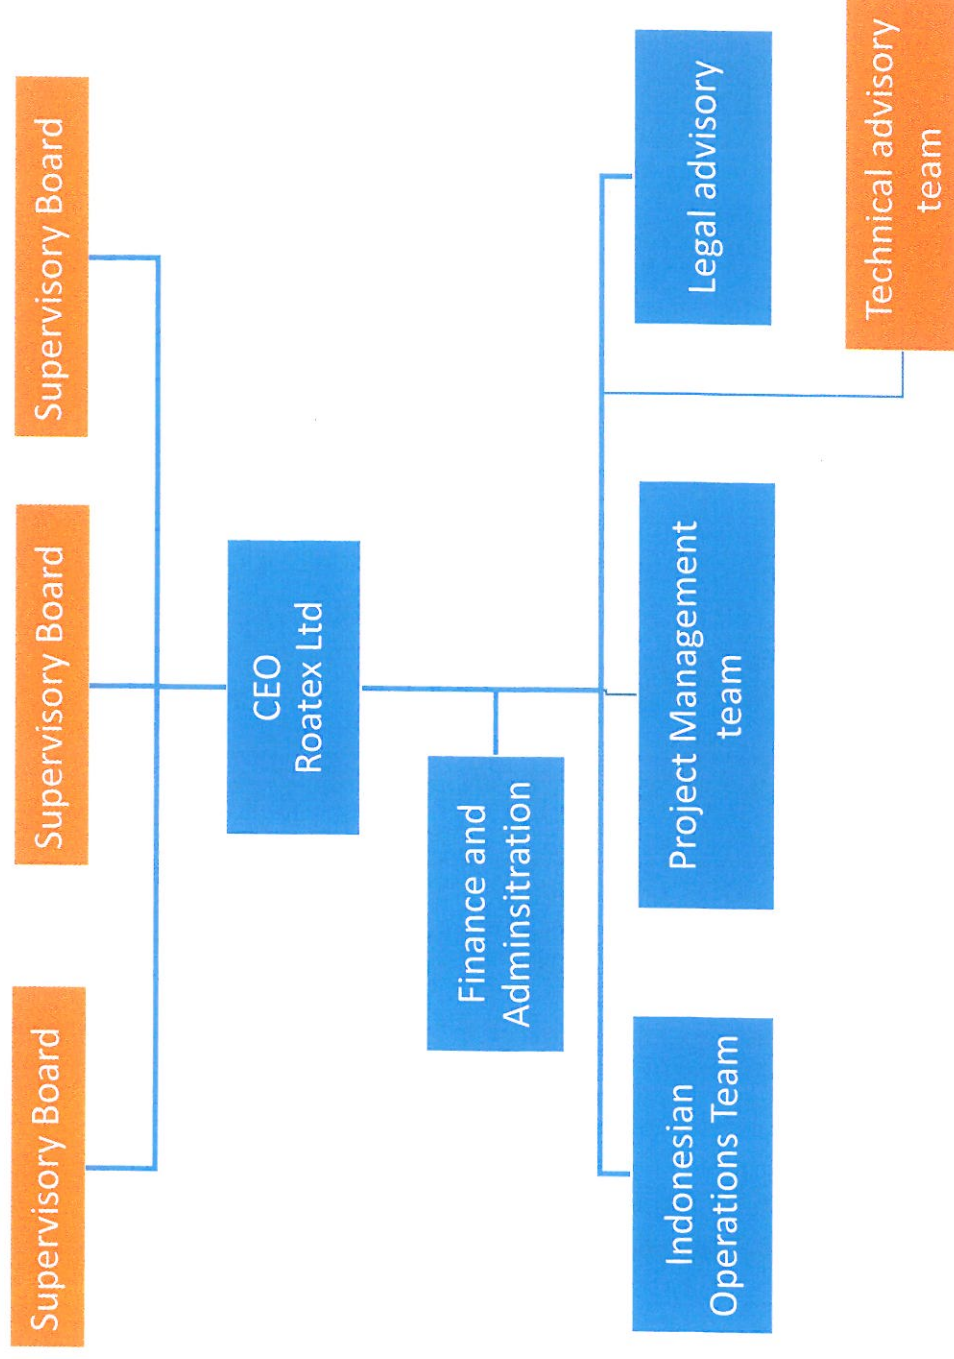 Supervisory Board
Supervisory Board
Supervisory Board
CEO
Roatex Ltd
Finance and
Adminsitration
Indonesian
Operations Team
Project Management
team
Legal advisory
Technical advisory
team